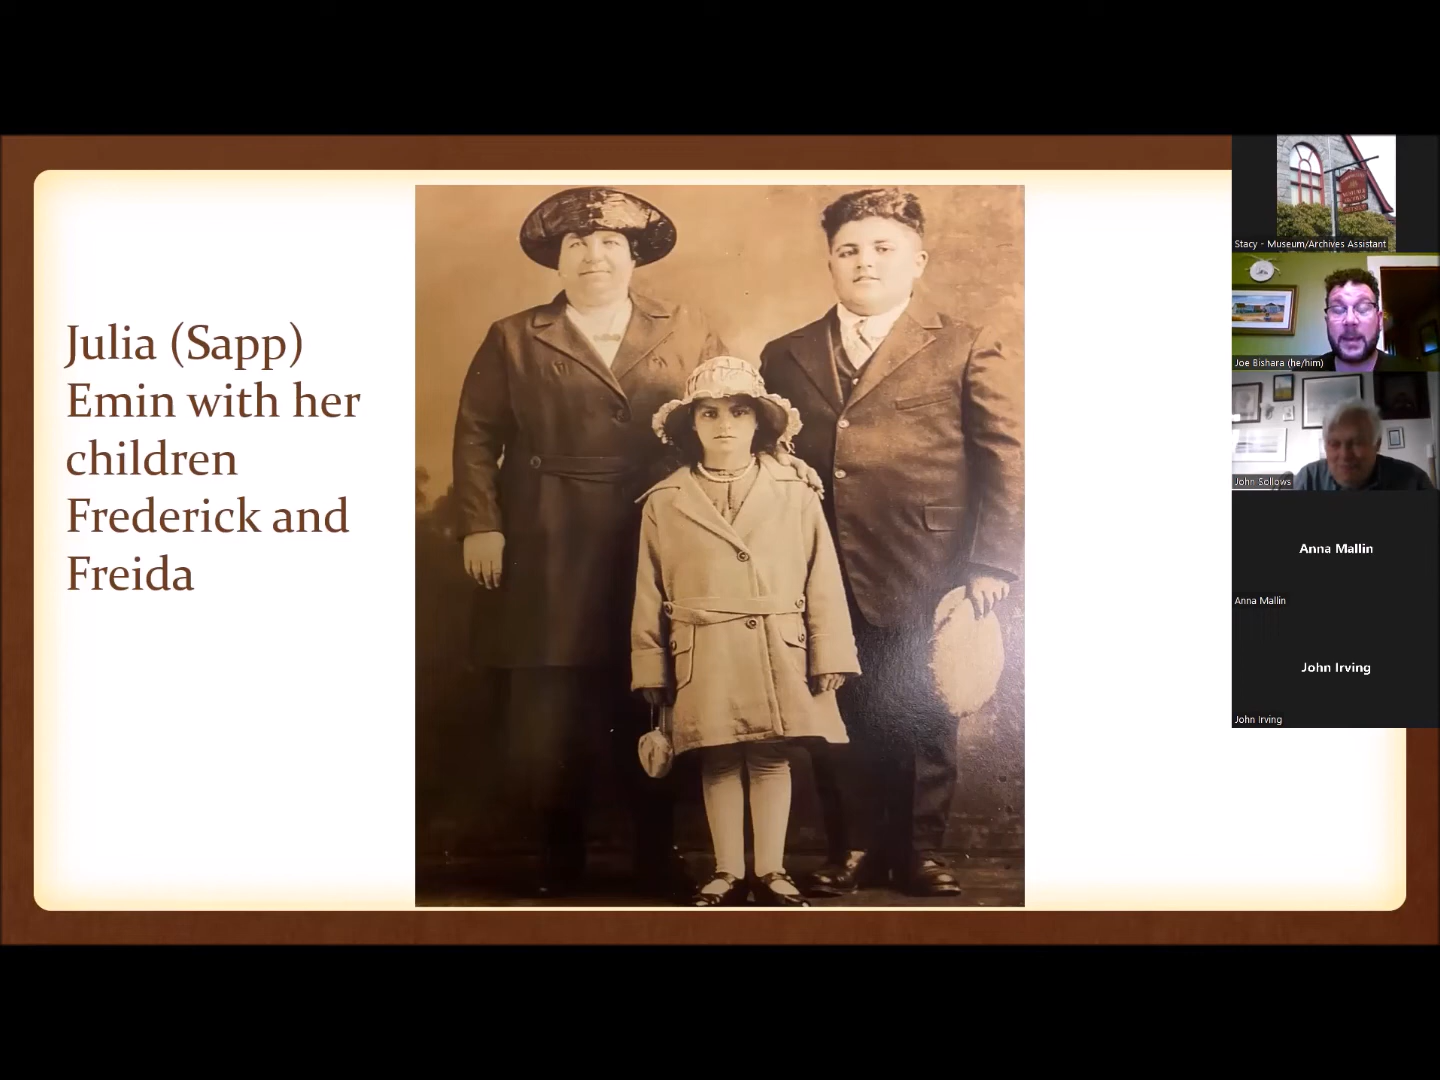 Julia (Sapp)
Emin with her
children
Frederick and
Freida
Stacy - Museum/Archives Assistant
Joe Bishara (he/him)
John Sollows
Anna Mallin
Anna Mallin
John Irving
John Irving